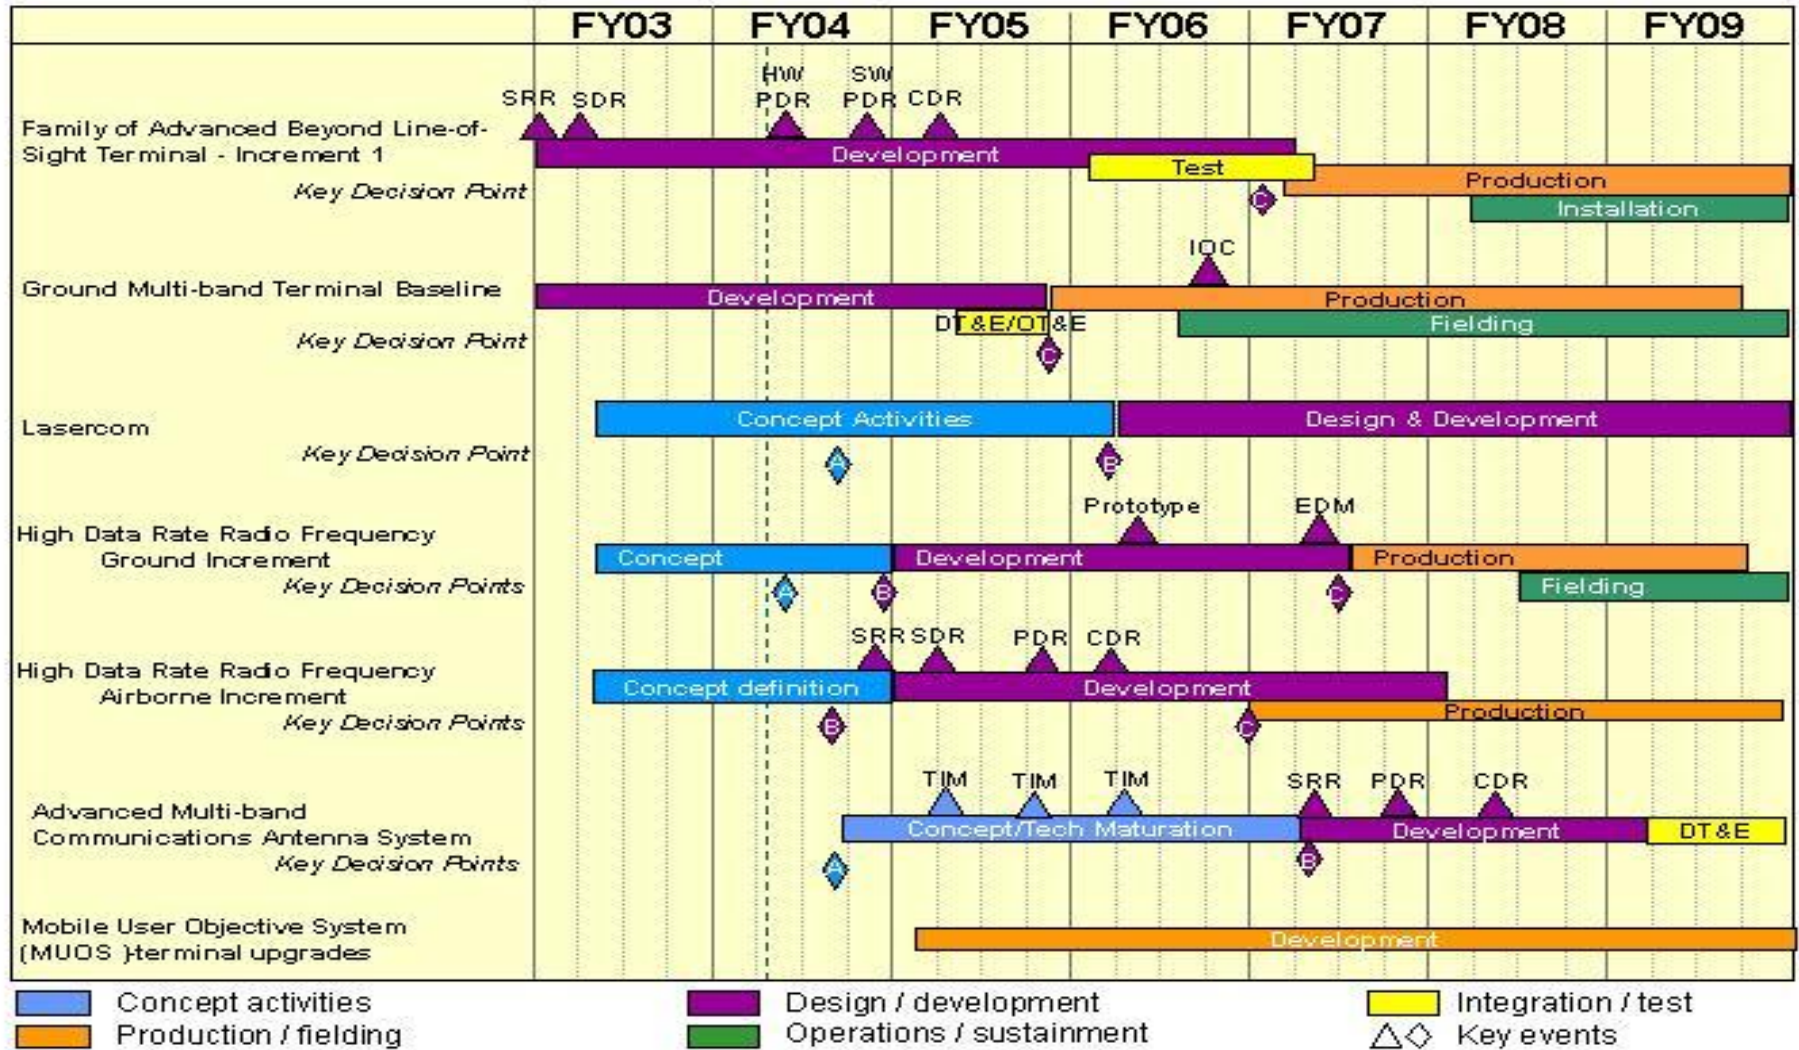 FY03 FY04 FY05 FY06 FY07 FY08 FY09
HW SW
SRR SDR PDR PDR CDR
Family of Advanced Beyond Line-of-
Sight Terminal - Increment 1
Development
Test
Production
Key Decision Point
C
Installation
IOC
Ground Multi-band Terminal Baseline
Development
Production
DT&E/OT&E
Fielding
Key Decision Point
C
Lasercom
Concept Activities
Design & Development
Key Decision Point
A B
Prototype EDM
High Data Rate Radio Frequency
Ground Increment
Concept
Development
Production
Key Decision Points
A B C
Fielding
SRR SDR PDR CDR
High Data Rate Radio Frequency
Airborne Increment
Concept definition
Development
Production
Key Decision Points
B C
TIM TIM TIM SRR PDR CDR
Advanced Multi-band
Communications Antenna System
Concept/Tech Maturation
Development
DT&E
Key Decision Points
A B
Mobile User Objective System
(MUOS )-terminal upgrades
Development
Concept activities
Design / development
Integration / test
Production / fielding
Operations / sustainment
Key events